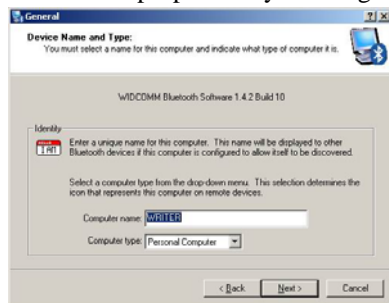 General
Device Name and Type:
You must select a name for this computer and indicate what type of computer it is.
WIDCOMM Bluetooth Software 1.4.2 Build 10
Identity
I AM
Enter a unique name for this computer. This name will be displayed to other
Bluetooth devices if this computer is configured to allow itself to be discovered.
Select a computer type from the drop-down menu. This selection determines the
icon that represents this computer on remote devices.
Computer name: WRITER
Computer type: Personal Computer
< Back Next > Cancel